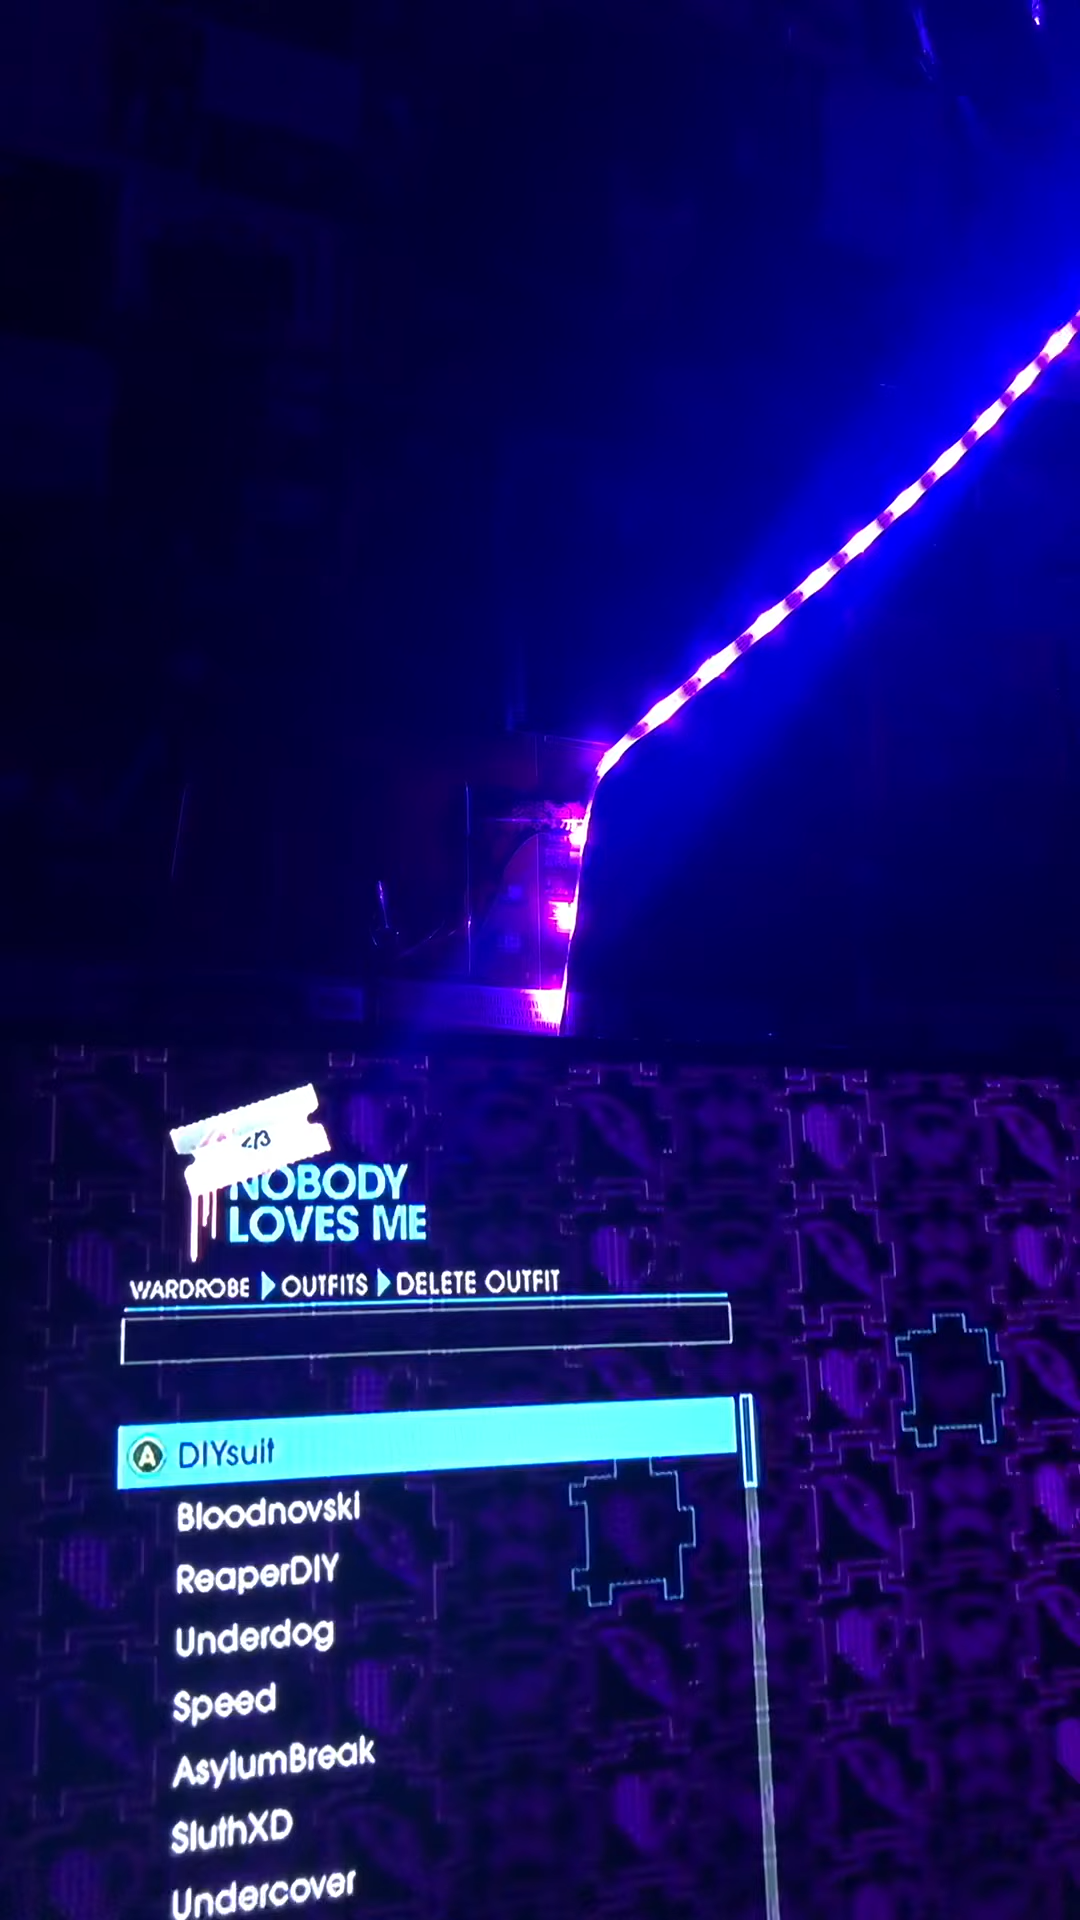 NOBODY
LOVES ME
WARDROBE OUTFITS DELETE OUTFIT
A DIYsuit
Bloodnovski
ReaperDIY
Underdog
Speed
AsylumBreak
SluthXD
Undercover